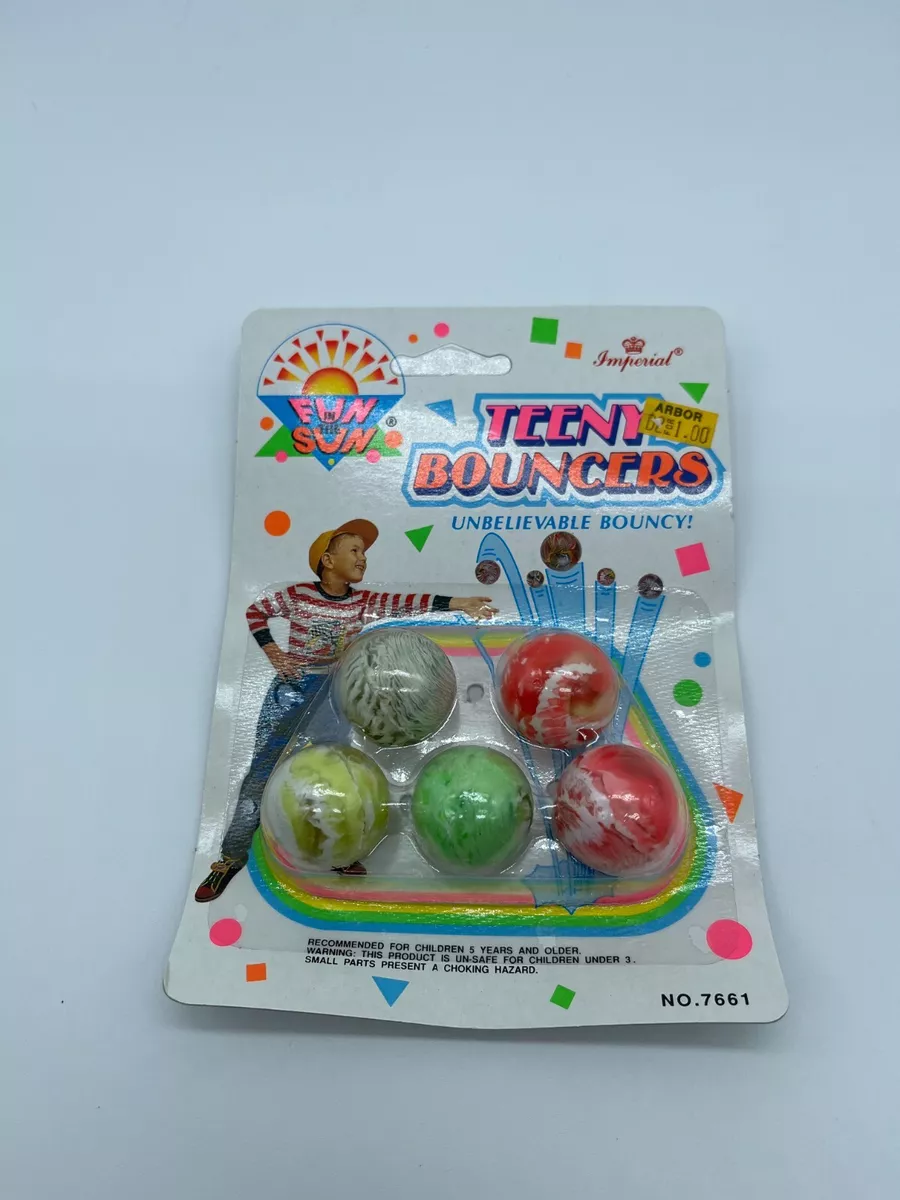 Imperial®
FUN
IN THE
SUN®
TEENY
BOUNCERS
ARBOR
1.00
UNBELIEVABLE BOUNCY!
RECOMMENDED FOR CHILDREN 5 YEARS AND OLDER.
WARNING: THIS PRODUCT IS UN-SAFE FOR CHILDREN UNDER 3.
SMALL PARTS PRESENT A CHOKING HAZARD.
NO.7661